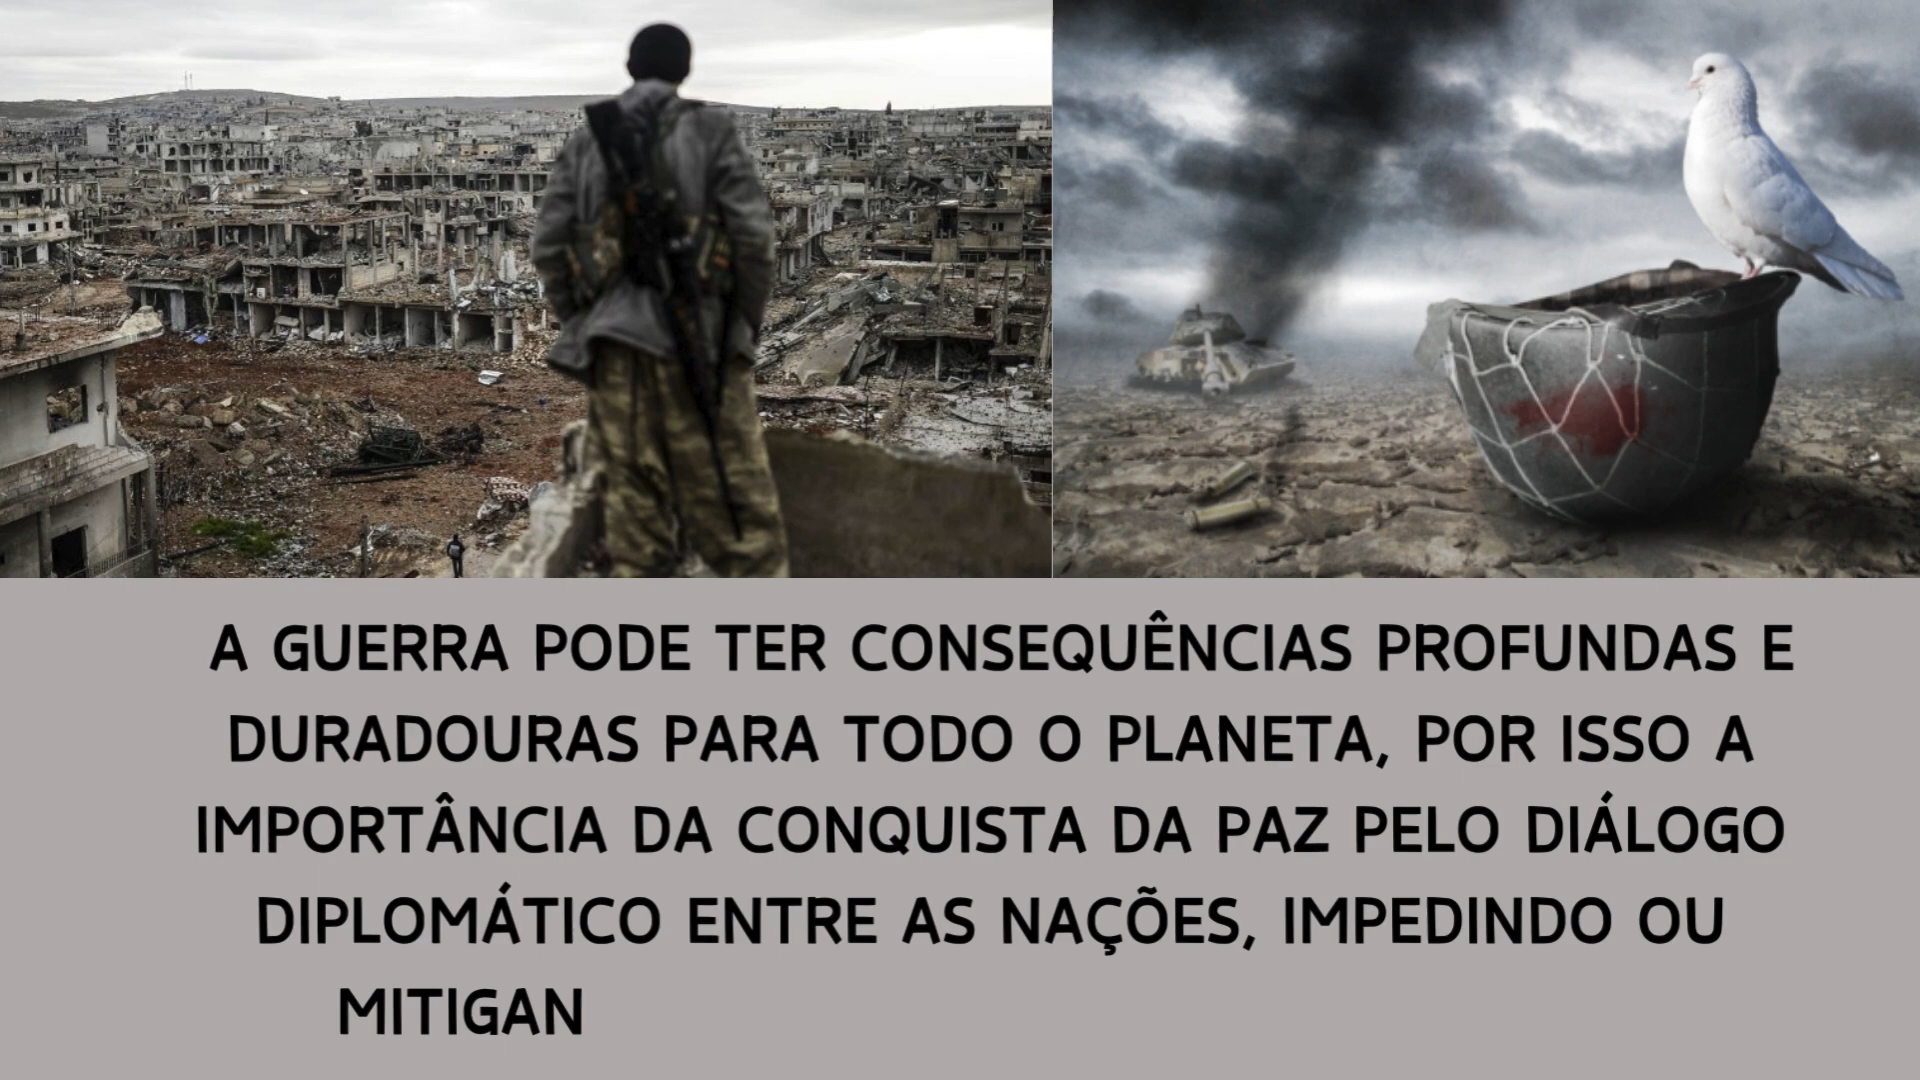 A GUERRA PODE TER CONSEQUÊNCIAS PROFUNDAS E
DURADOURAS PARA TODO O PLANETA, POR ISSO A
IMPORTÂNCIA DA CONQUISTA DA PAZ PELO DIÁLOGO
DIPLOMÁTICO ENTRE AS NAÇÕES, IMPEDINDO OU
MITIGAN